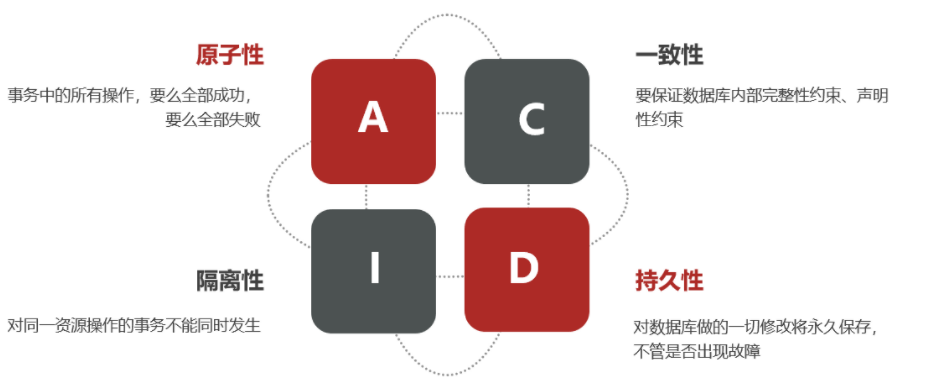 原子性
事务中的所有操作，要么全部成功，
要么全部失败
A
C
一致性
要保证数据库内部完整性约束、声明
性约束
隔离性
对同一资源操作的事务不能同时发生
I
D
持久性
对数据库做的一切修改将永久保存，
不管是否出现故障